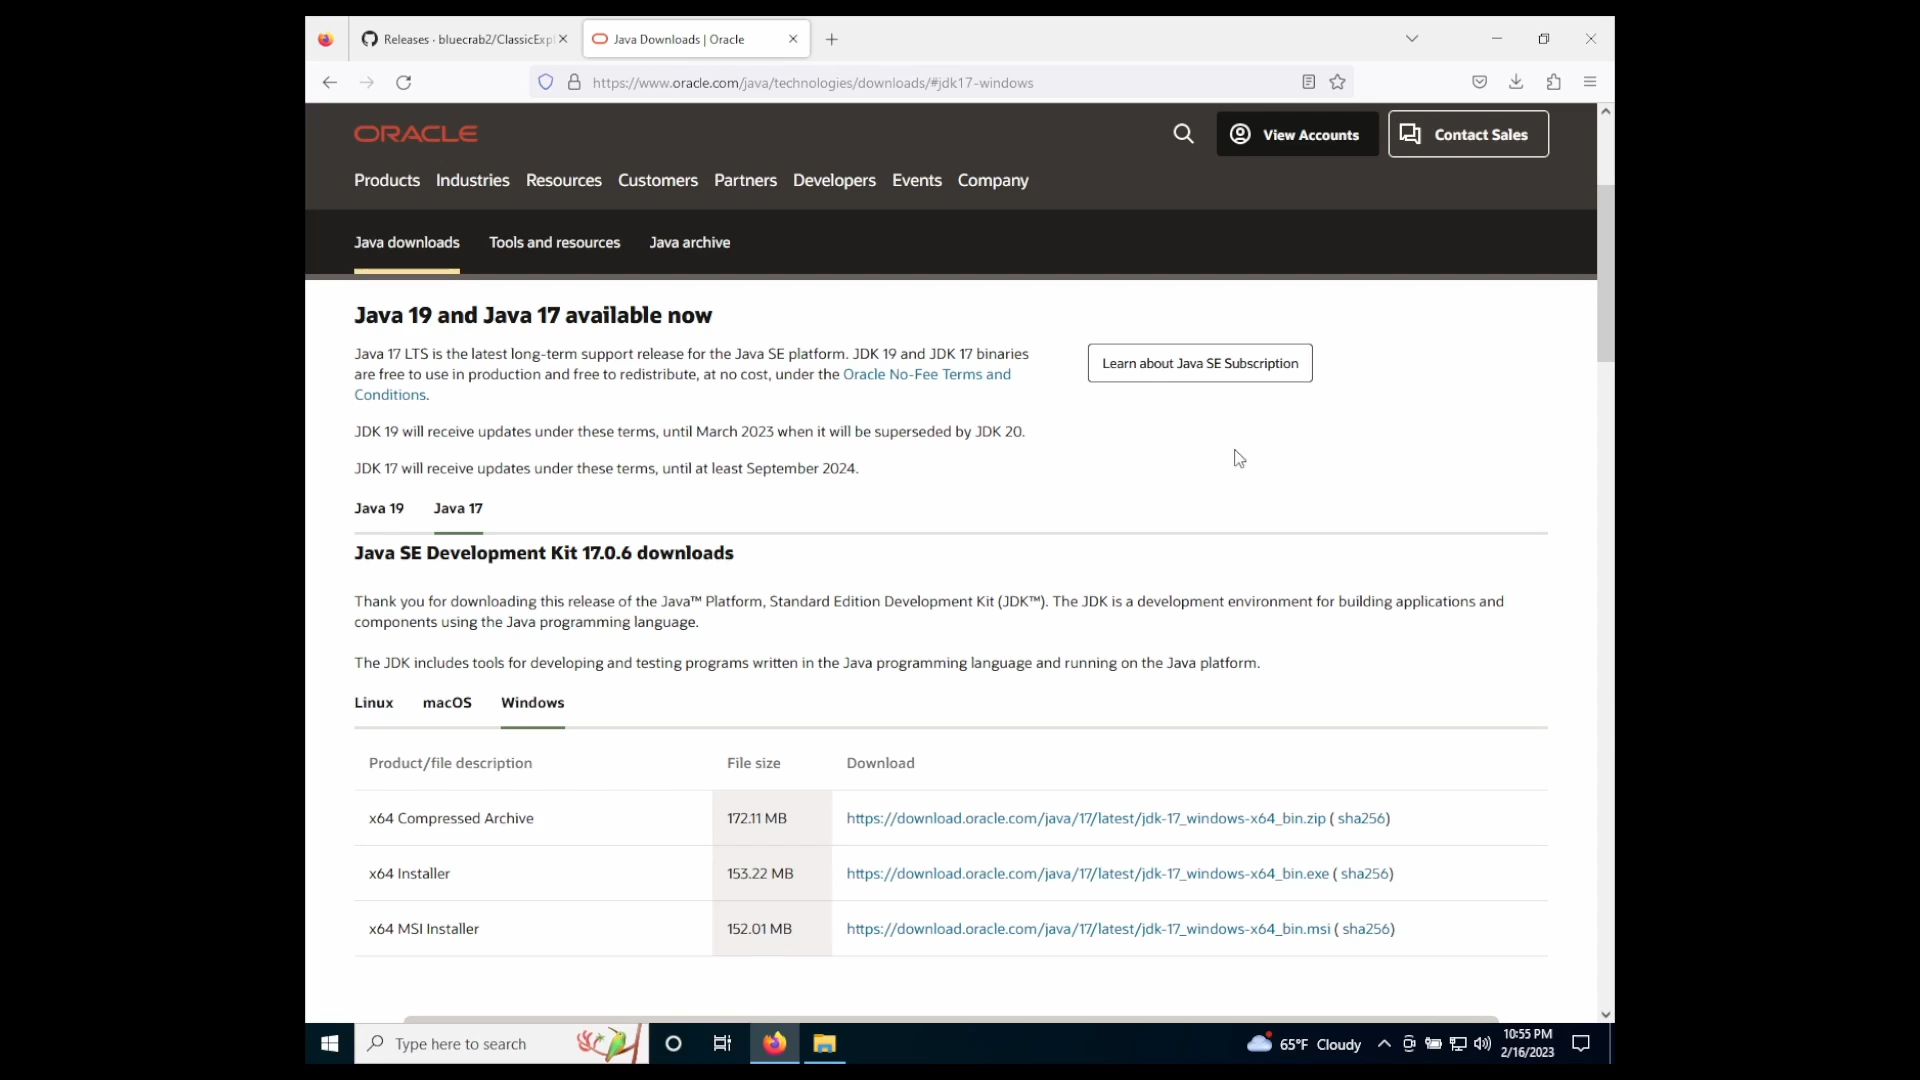 Releases · bluecrab2/ClassicExpl
Java Downloads | Oracle
https://www.oracle.com/java/technologies/downloads/#jdk17-windows
ORACLE
View Accounts
Contact Sales
Products Industries Resources Customers Partners Developers Events Company
Java downloads Tools and resources Java archive
Java 19 and Java 17 available now
Java 17 LTS is the latest long-term support release for the Java SE platform. JDK 19 and JDK 17 binaries
are free to use in production and free to redistribute, at no cost, under the Oracle No-Fee Terms and
Conditions.
Learn about Java SE Subscription
JDK 19 will receive updates under these terms, until March 2023 when it will be superseded by JDK 20.
JDK 17 will receive updates under these terms, until at least September 2024.
Java 19 Java 17
Java SE Development Kit 17.0.6 downloads
Thank you for downloading this release of the Java™ Platform, Standard Edition Development Kit (JDK™). The JDK is a development environment for building applications and
components using the Java programming language.
The JDK includes tools for developing and testing programs written in the Java programming language and running on the Java platform.
Linux macOS Windows
Product/file description File size Download
x64 Compressed Archive 172.11 MB https://download.oracle.com/java/17/latest/jdk-17_windows-x64_bin.zip ( sha256)
x64 Installer 153.22 MB https://download.oracle.com/java/17/latest/jdk-17_windows-x64_bin.exe ( sha256)
x64 MSI Installer 152.01 MB https://download.oracle.com/java/17/latest/jdk-17_windows-x64_bin.msi ( sha256)
Type here to search
65°F Cloudy
10:55 PM
2/16/2023